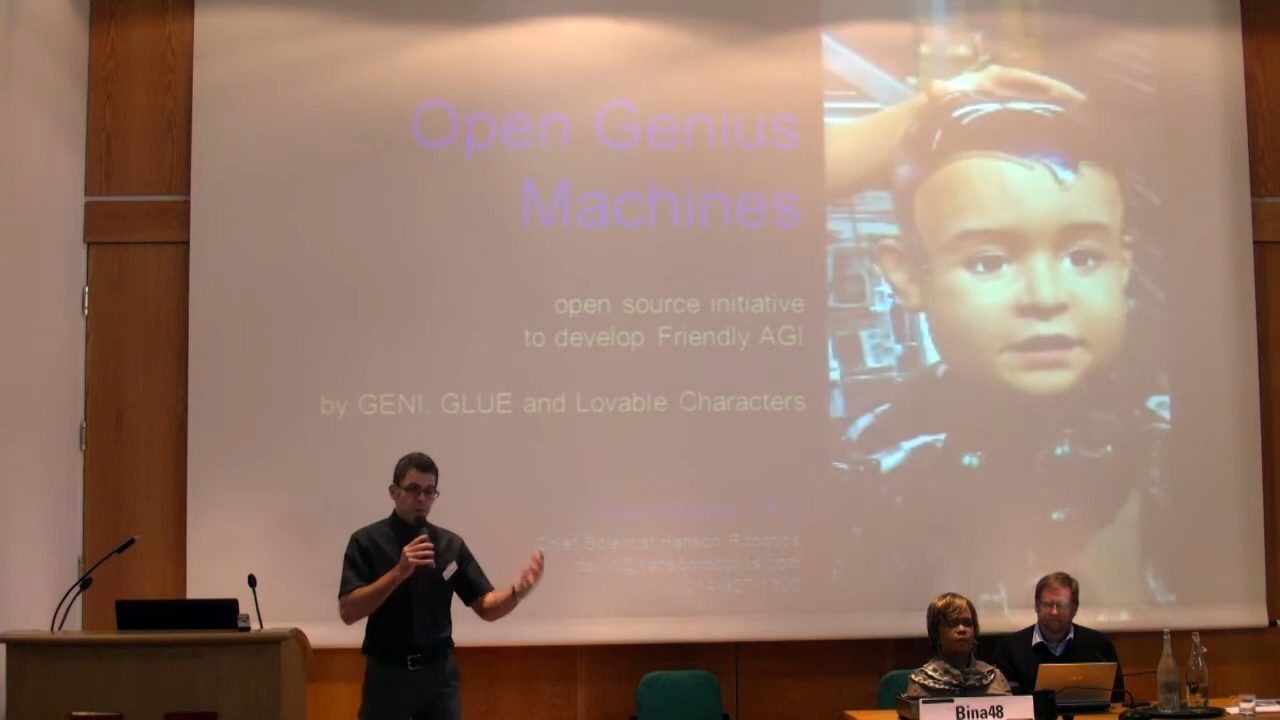 Open Genius
Machines
open source initiative
to develop Friendly AGI
by GENI, GLUE and Lovable Characters
Chief Scientist Hanson Robotics
Bina48